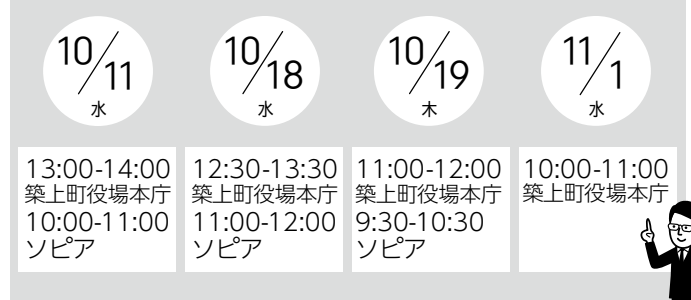 10/11
水
13:00-14:00
築上町役場本庁
10:00-11:00
ソピア
10/18
水
12:30-13:30
築上町役場本庁
11:00-12:00
ソピア
10/19
木
11:00-12:00
築上町役場本庁
9:30-10:30
ソピア
11/1
水
10:00-11:00
築上町役場本庁